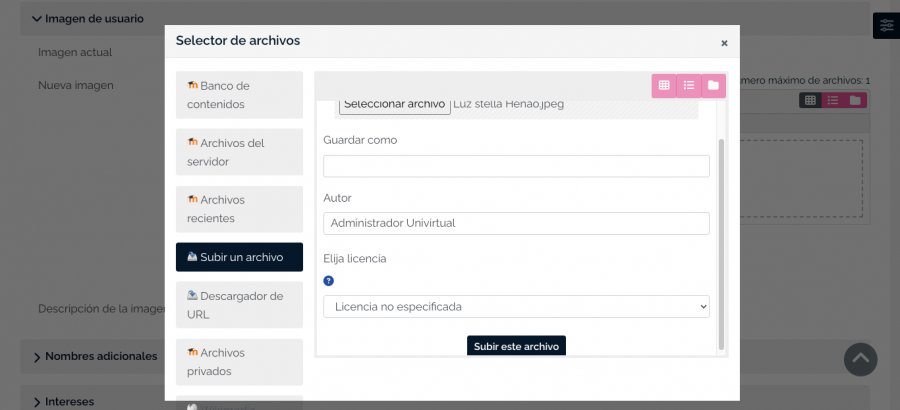 Imagen de usuario
Imagen actual
Nueva imagen
Selector de archivos
×
Banco de
contenidos
Archivos del
servidor
Archivos
recientes
Subir un archivo
Descargador de
URL
Archivos
privados
Wikimedia
Seleccionar archivo Luz stella Henao.jpeg
Guardar como
Autor
Administrador Univirtual
Elija licencia
?
Licencia no especificada
Subir este archivo
mero máximo de archivos: 1
Descripción de la imagen
Nombres adicionales
Intereses